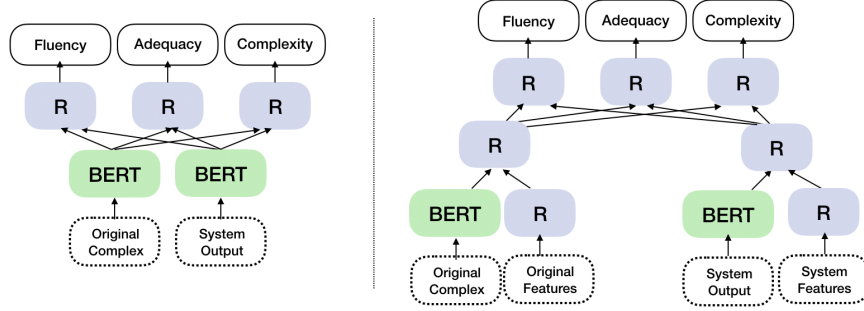 Fluency Adequacy Complexity
R R R
BERT BERT
Original Complex System Output
Fluency Adequacy Complexity
R R R
R R
BERT R BERT R
Original Complex Original Features System Output System Features